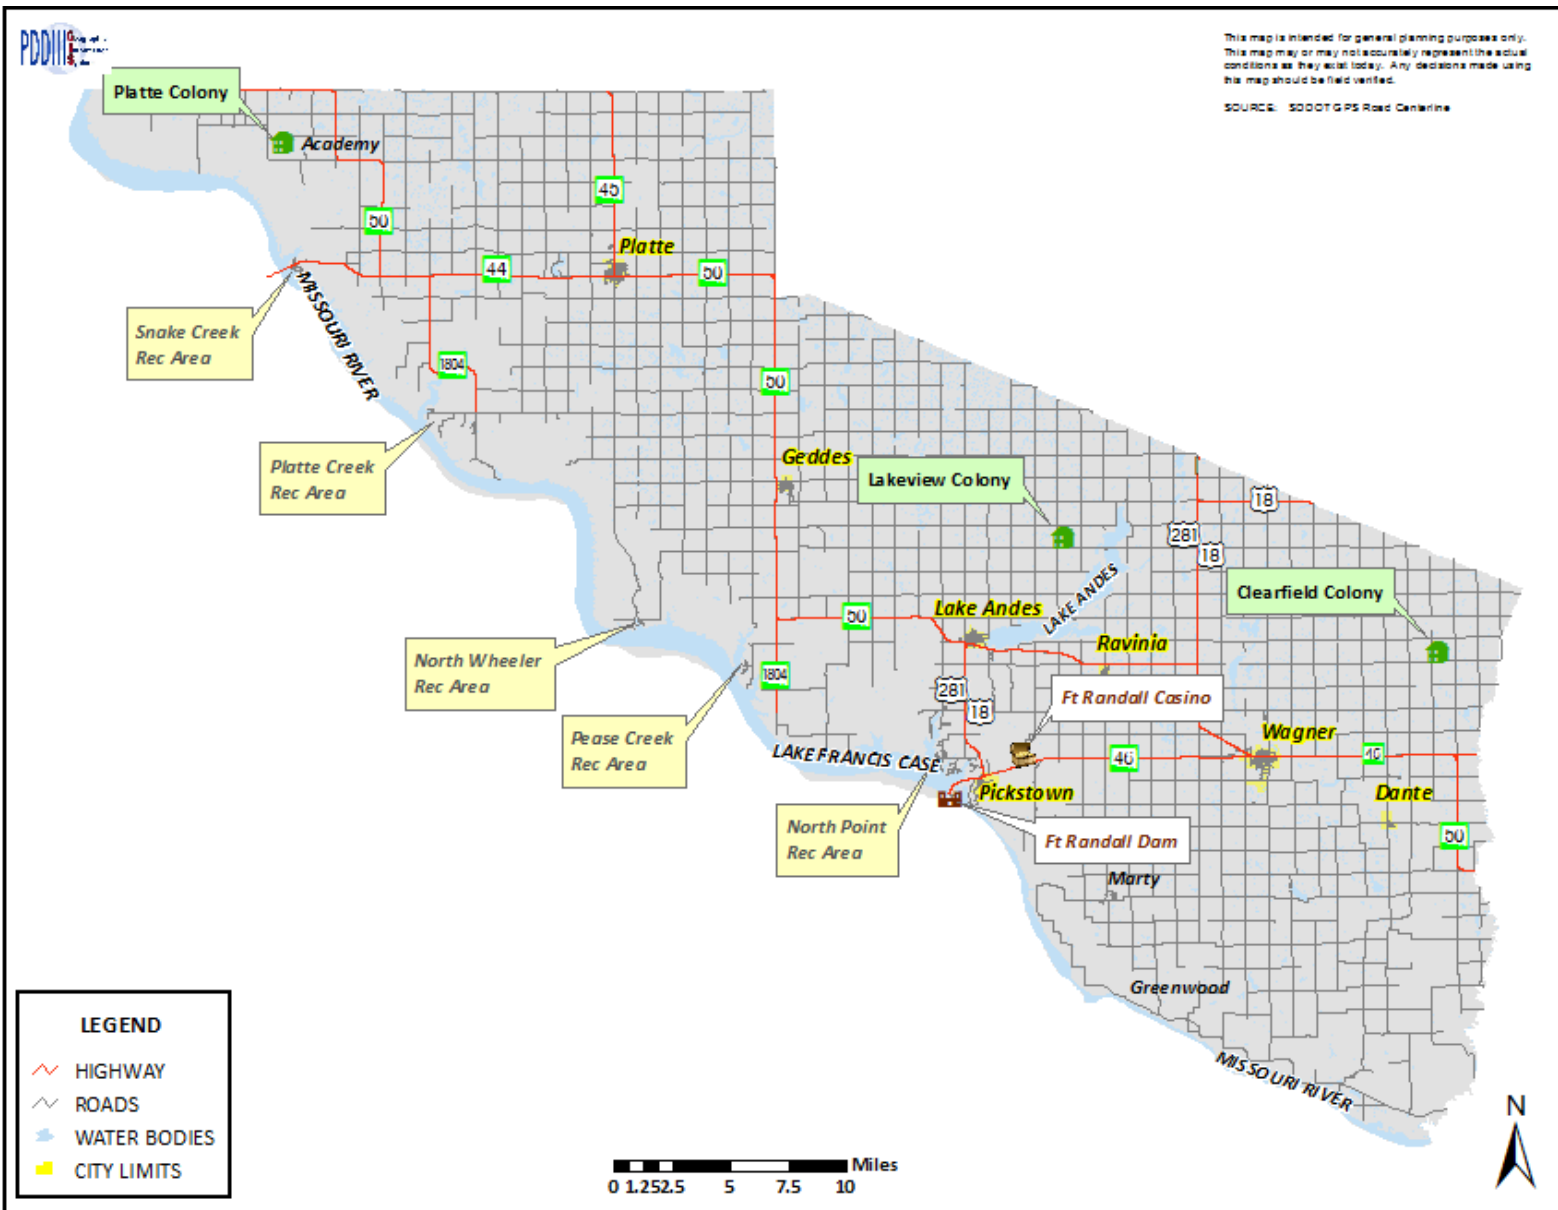 PDDIII
This map is intended for general planning purposes only.
This map may or may not accurately represent the actual
conditions as they exist today. Any decisions made using
this map should be field verified.
SOURCE: SDDOT GPS Road Centerline
Platte Colony
Academy
45
50
Platte
44
50
MISSOURI RIVER
Snake Creek
Rec Area
1804
50
Platte Creek
Rec Area
Geddes
Lakeview Colony
18
281
18
Clearfield Colony
LAKE ANDES
Lake Andes
50
Ravinia
North Wheeler
Rec Area
1804
281
18
Ft Randall Casino
Pease Creek
Rec Area
LAKE FRANCIS CASE
Wagner
46
46
Pickstown
Dante
North Point
Rec Area
50
Ft Randall Dam
Marty
Greenwood
MISSOURI RIVER
LEGEND
HIGHWAY
ROADS
WATER BODIES
CITY LIMITS
Miles
0 1.25 2.5 5 7.5 10
N